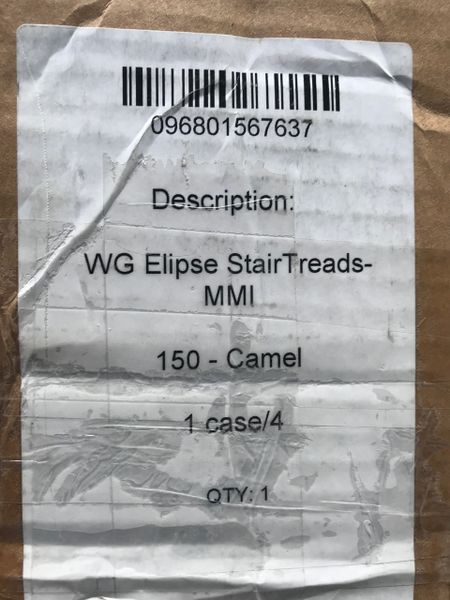 096801567637
Description:
WG Elipse StairTreads-
MMI
150 - Camel
1 case/4
QTY: 1